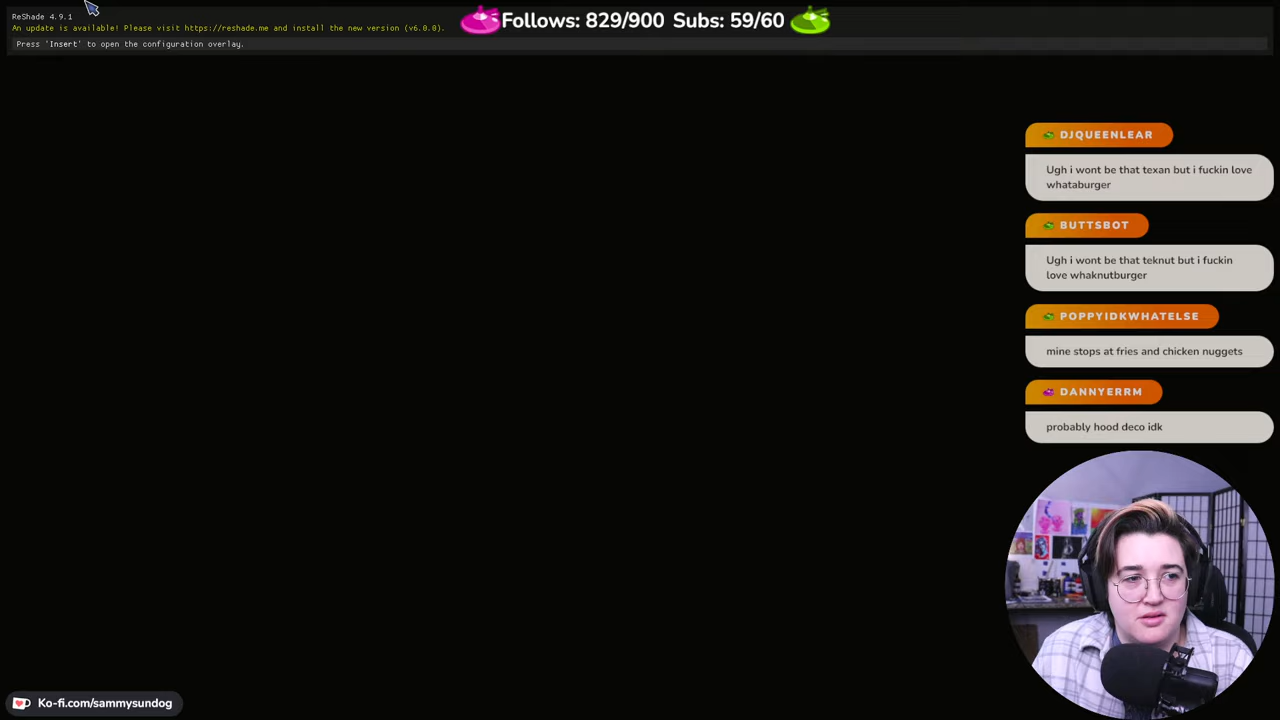 ReShade 4.9.1
An update is available! Please visit https://reshade.me and install the new version (v6.0.0).
Press 'Insert' to open the configuration overlay.
Follows: 829/900 Subs: 59/60
DJQUEENLEAR
Ugh i wont be that texan but i fuckin love
whataburger
BUTTSBOT
Ugh i wont be that teknut but i fuckin
love whaknutburger
POPPYIDKWHATELSE
mine stops at fries and chicken nuggets
DANNYERRM
probably hood deco idk
Ko-fi.com/sammysundog